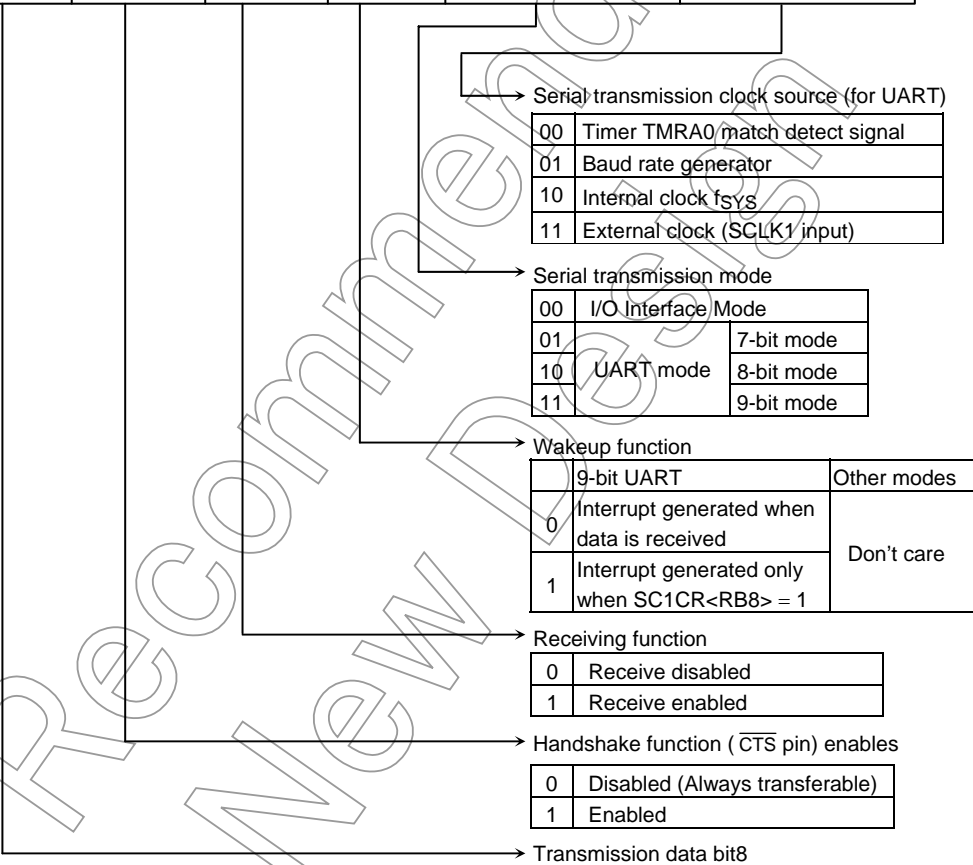 Serial transmission clock source (for UART)
00 Timer TMRA0 match detect signal
01 Baud rate generator
10 Internal clock fSYS
11 External clock (SCLK1 input)
Serial transmission mode
00 I/O Interface Mode
01 7-bit mode
10 UART mode 8-bit mode
11 9-bit mode
Wakeup function
9-bit UART Other modes
0 Interrupt generated when
data is received
Don't care
1 Interrupt generated only
when SC1CR<RB8> = 1
Receiving function
0 Receive disabled
1 Receive enabled
Handshake function ( CTS pin) enables
0 Disabled (Always transferable)
1 Enabled
Transmission data bit8
Recommend
New Design